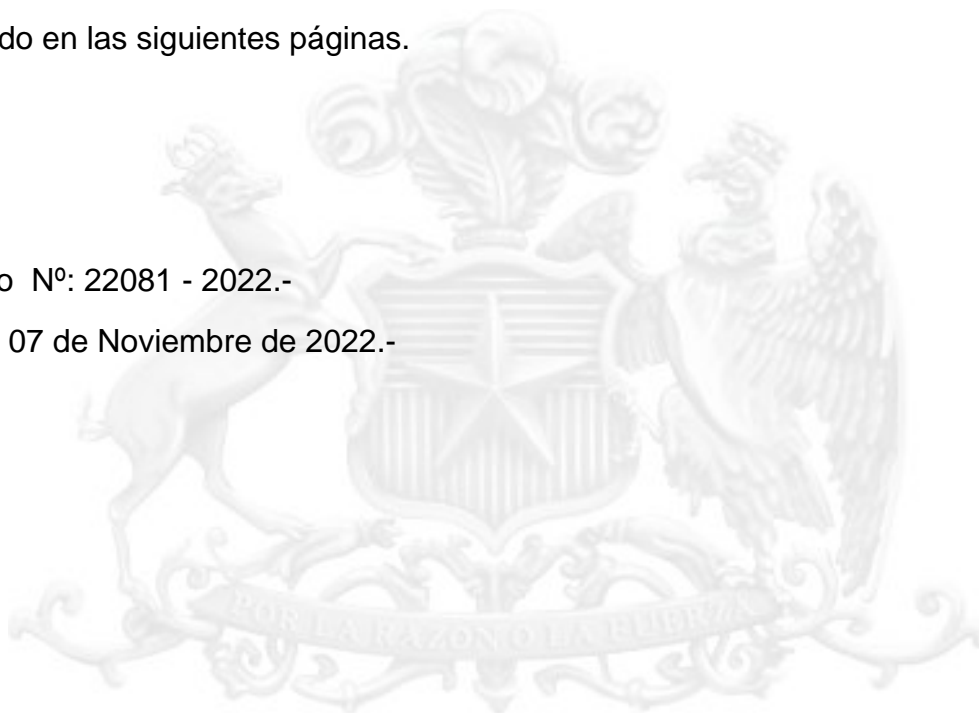 do en las siguientes páginas.
o Nº: 22081 - 2022.-
07 de Noviembre de 2022.-
POR LA RAZON O LA FUERZA